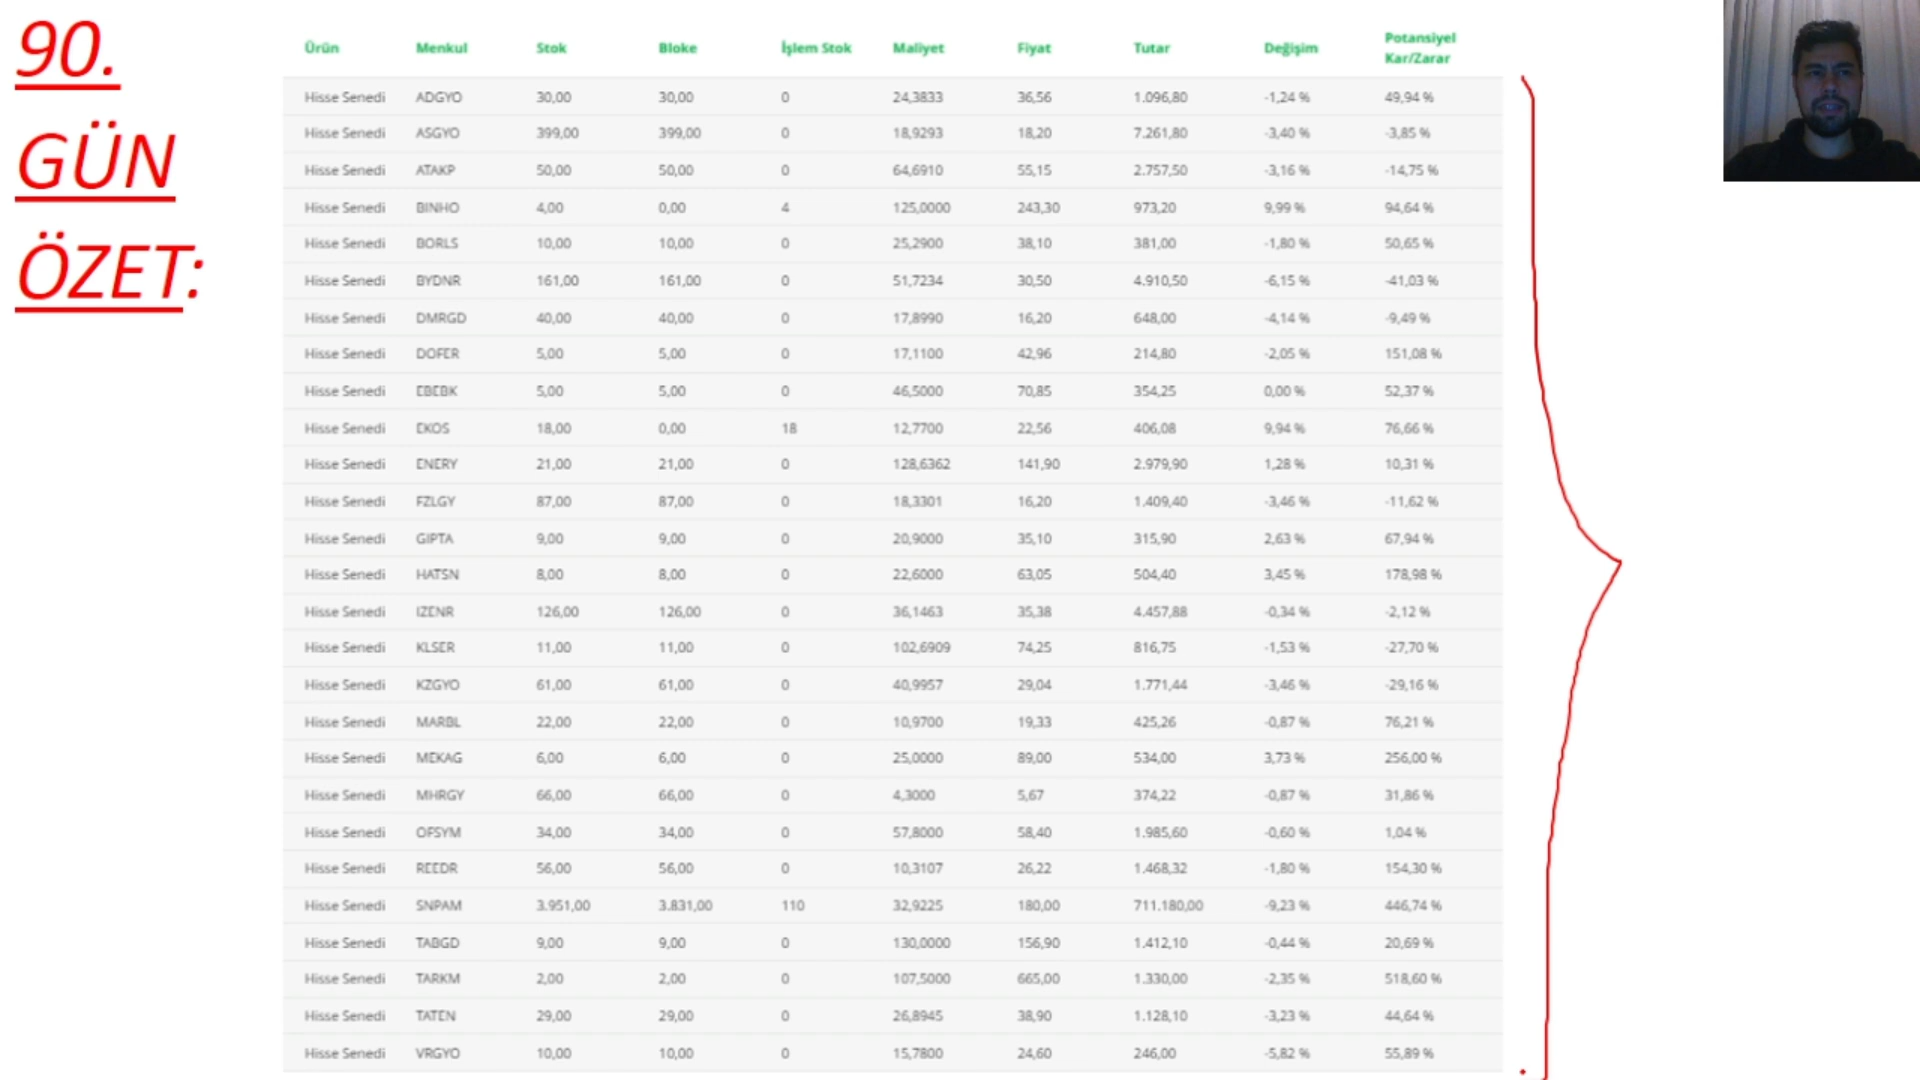 90.
GÜN
ÖZET:
Ürün Menkul Stok Bloke İşlem Stok Maliyet Fiyat Tutar Değişim Potansiyel Kar/Zarar
Hisse Senedi ADGYO 30,00 30,00 0 24,3833 36,56 1.096,80 -1,24 % 49,94 %
Hisse Senedi ASGYO 399,00 399,00 0 18,9293 18,20 7.261,80 -3,40 % -3,85 %
Hisse Senedi ATAKP 50,00 50,00 0 64,6910 55,15 2.757,50 -3,16 % -14,75 %
Hisse Senedi BINHO 4,00 0,00 4 125,0000 243,30 973,20 9,99 % 94,64 %
Hisse Senedi BORLS 10,00 10,00 0 25,2900 38,10 381,00 -1,80 % 50,65 %
Hisse Senedi BYDNR 161,00 161,00 0 51,7234 30,50 4.910,50 -6,15 % -41,03 %
Hisse Senedi DMRGD 40,00 40,00 0 17,8990 16,20 648,00 -4,14 % -9,49 %
Hisse Senedi DOFER 5,00 5,00 0 17,1100 42,96 214,80 -2,05 % 151,08 %
Hisse Senedi EBEBK 5,00 5,00 0 46,5000 70,85 354,25 0,00 % 52,37 %
Hisse Senedi EKOS 18,00 0,00 18 12,7700 22,56 406,08 9,94 % 76,66 %
Hisse Senedi ENERY 21,00 21,00 0 128,6362 141,90 2.979,90 1,28 % 10,31 %
Hisse Senedi FZLGY 87,00 87,00 0 18,3301 16,20 1.409,40 -3,46 % -11,62 %
Hisse Senedi GIPTA 9,00 9,00 0 20,9000 35,10 315,90 2,63 % 67,94 %
Hisse Senedi HATSN 8,00 8,00 0 22,6000 63,05 504,40 3,45 % 178,98 %
Hisse Senedi IZENR 126,00 126,00 0 36,1463 35,38 4.457,88 -0,34 % -2,12 %
Hisse Senedi KLSER 11,00 11,00 0 102,6909 74,25 816,75 -1,53 % -27,70 %
Hisse Senedi KZGYO 61,00 61,00 0 40,9957 29,04 1.771,44 -3,46 % -29,16 %
Hisse Senedi MARBL 22,00 22,00 0 10,9700 19,33 425,26 -0,87 % 76,21 %
Hisse Senedi MEKAG 6,00 6,00 0 25,0000 89,00 534,00 3,73 % 256,00 %
Hisse Senedi MHRGY 66,00 66,00 0 4,3000 5,67 374,22 -0,87 % 31,86 %
Hisse Senedi OFSYM 34,00 34,00 0 57,8000 58,40 1.985,60 -0,60 % 1,04 %
Hisse Senedi REEDR 56,00 56,00 0 10,3107 26,22 1.468,32 -1,80 % 154,30 %
Hisse Senedi SNPAM 3.951,00 3.831,00 110 32,9225 180,00 711.180,00 -9,23 % 446,74 %
Hisse Senedi TABGD 9,00 9,00 0 130,0000 156,90 1.412,10 -0,44 % 20,69 %
Hisse Senedi TARKM 2,00 2,00 0 107,5000 665,00 1.330,00 -2,35 % 518,60 %
Hisse Senedi TATEN 29,00 29,00 0 26,8945 38,90 1.128,10 -3,23 % 44,64 %
Hisse Senedi VRGYO 10,00 10,00 0 15,7800 24,60 246,00 -5,82 % 55,89 %